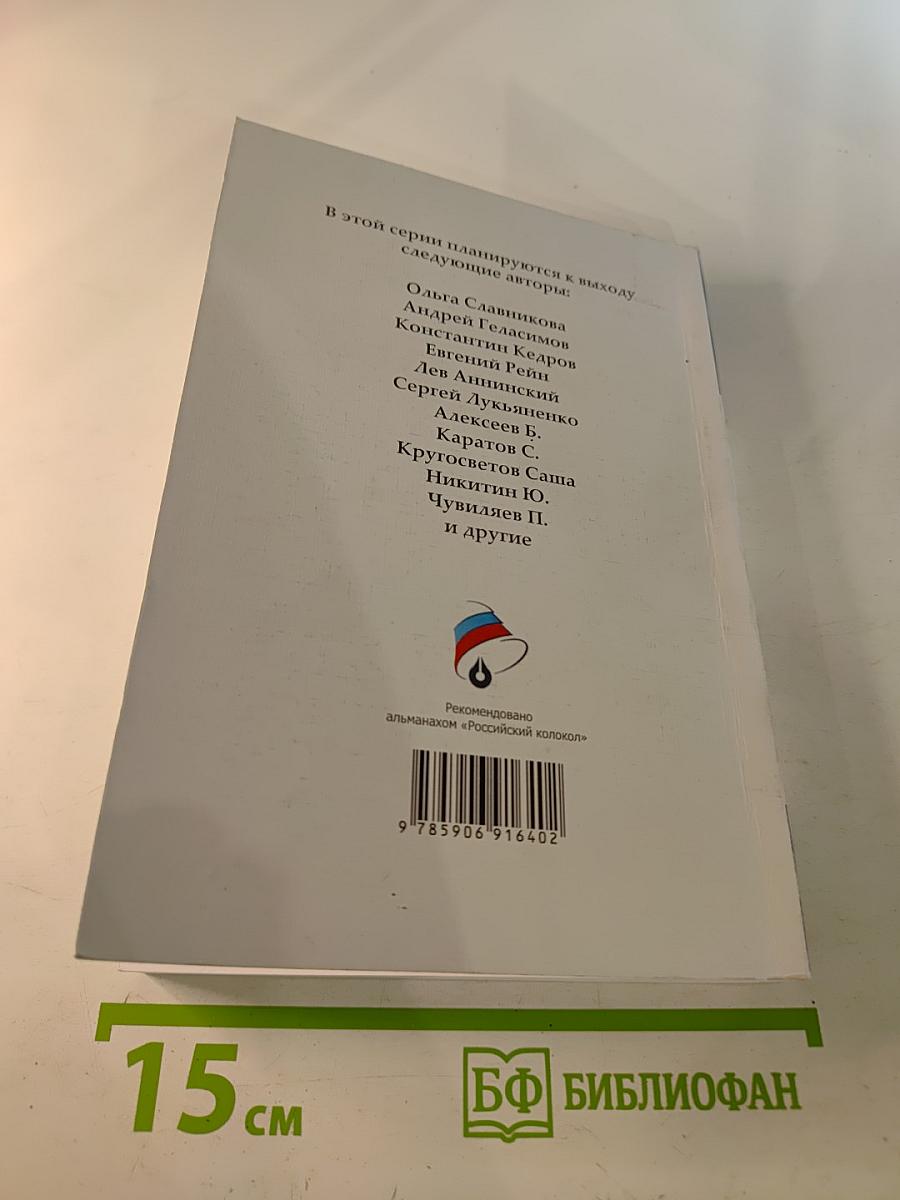 В этой серии планируются к выходу
следующие авторы:
Ольга Славникова
Андрей Геласимов
Константин Кедров
Евгений Рейн
Лев Аннинский
Сергей Лукьяненко
Алексеев Б.
Каратов С.
Кругосветов Саша
Никитин Ю.
Чувиляев П.
и другие
Рекомендовано
альманахом «Российский колокол»
9 785906 916402
15 см
БФ БИБЛИОФАН